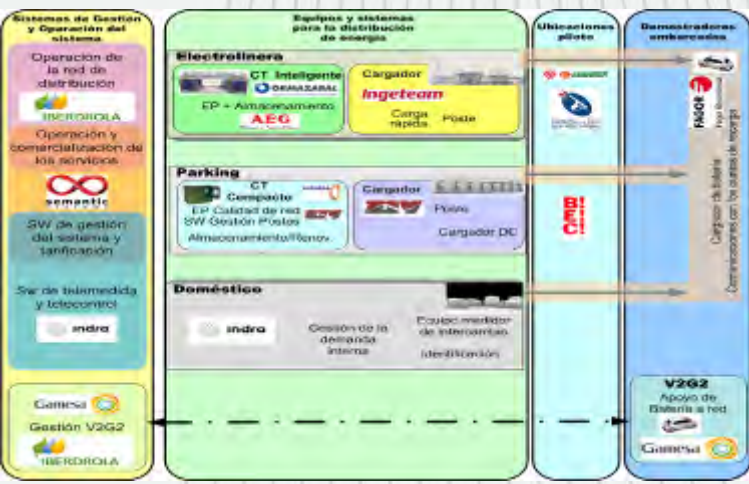 Sistemas de Gestión
y Operación del
sistema
Operación de
la red de
distribución
IBERDROLA
Operación y
comercialización de
los servicios
semantic
SW de gestión
del sistema y
tarificación
Sw de telemedida
y telecontrol
indra
Gamesa
Gestión V2G2
IBERDROLA
Equipos y sistemas
para la distribución
de energía
Electrolinera
CT Inteligente
ORMAZABAL
EP + Almacenamiento
AEG
Cargador
Ingeteam
Carga
rápida
Poste
Parking
CT
Compacto
EP Calidad de red
SW Gestión Postes
Almacenamiento/Renov.
Cargador
ZIV
Poste
Cargador DC
Doméstico
indra
Gestión de la
demanda
interna
Equipo medidor
de intercambio
Identificación
Ubicaciones
piloto
BEC
Demostradores
embarcados
FAGOR
Cargador de batería
Comunicaciones con los puntos de recarga
V2G2
Apoyo de
Batería a red
Gamesa